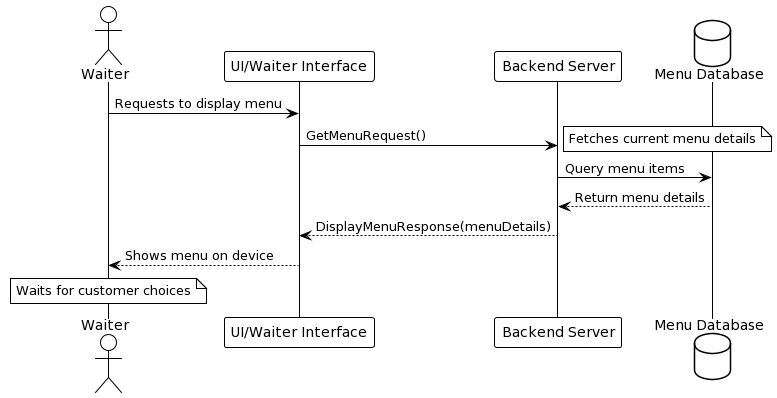 Waiter
UI/Waiter Interface
Backend Server
Menu Database
Requests to display menu
GetMenuRequest()
Fetches current menu details
Query menu items
Return menu details
DisplayMenuResponse(menuDetails)
Shows menu on device
Waits for customer choices
Waiter
UI/Waiter Interface
Backend Server
Menu Database